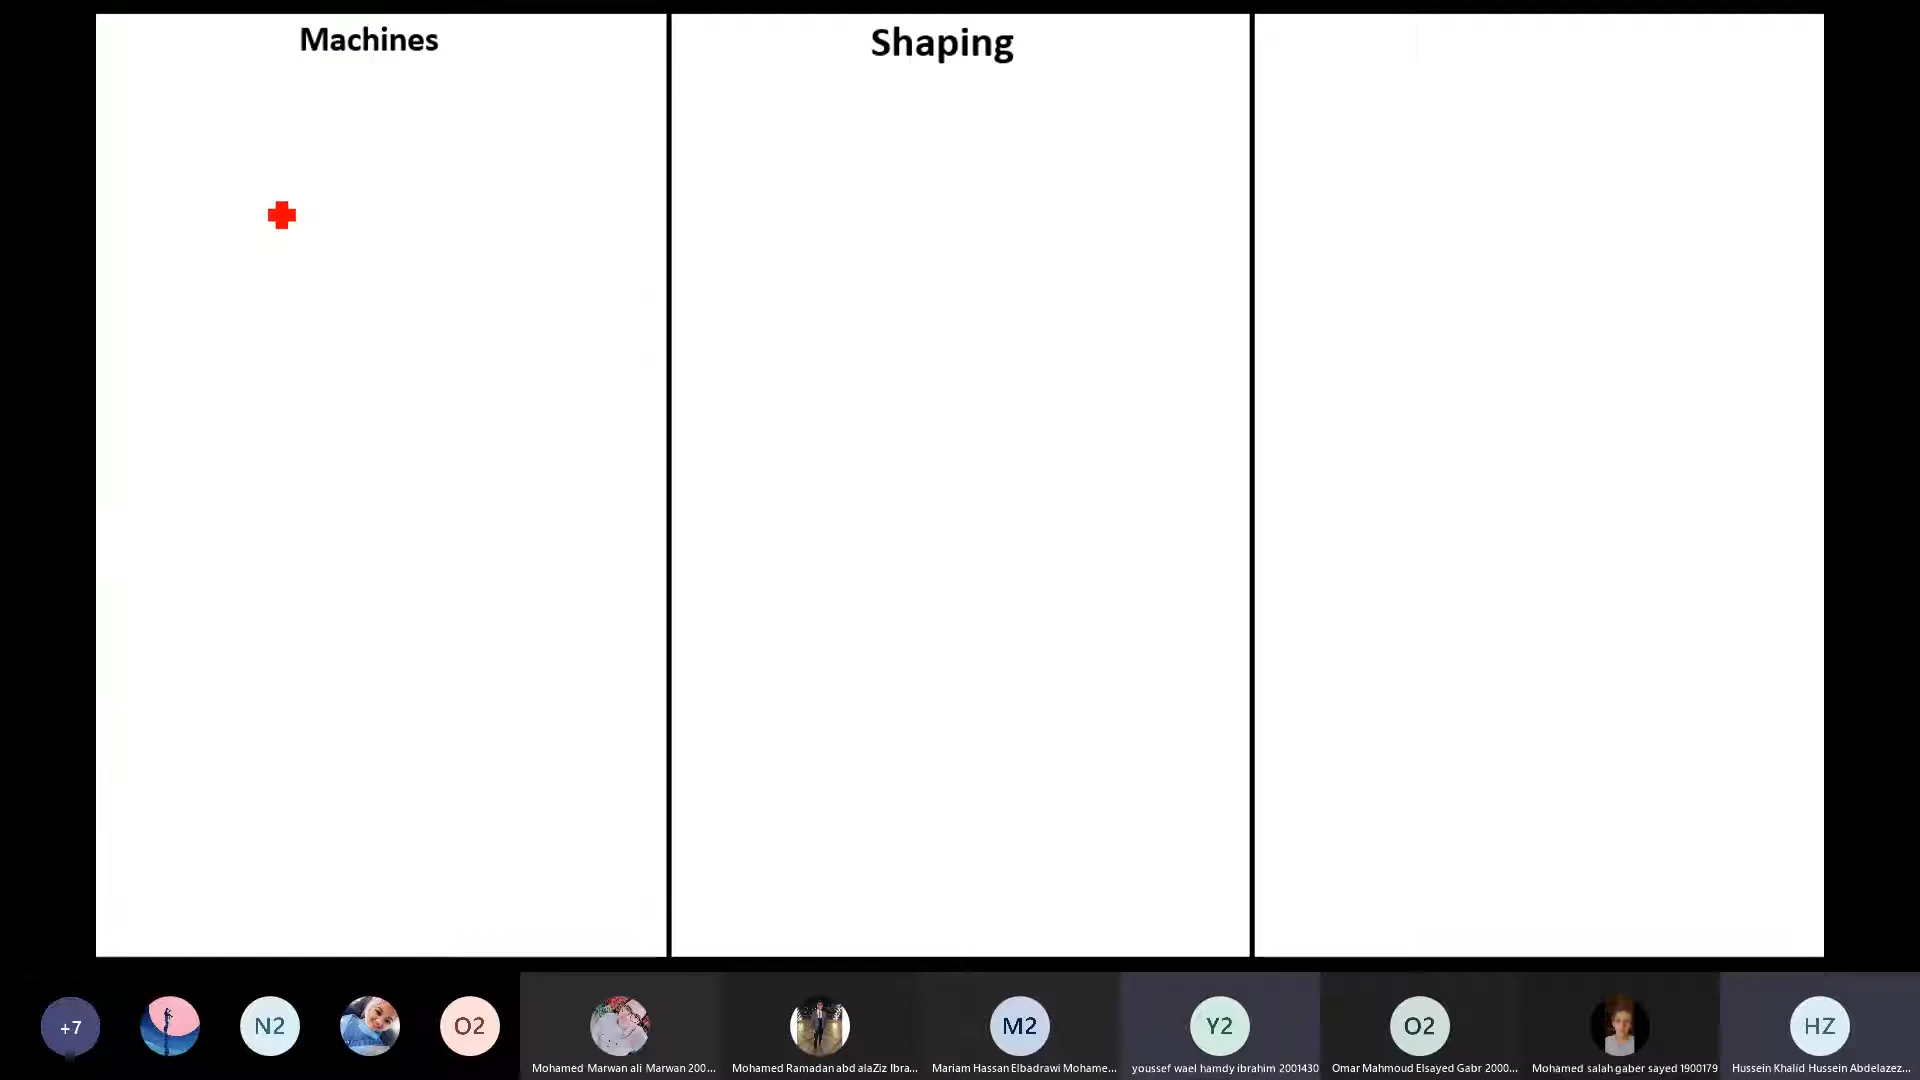 Machines
Shaping
+7
N2
O2
M2
Y2
O2
HZ
Mohamed Marwan ali Marwan 200...
Mohamed Ramadan abd alaZiz Ibra...
Mariam Hassan Elbadrawi Mohame...
youssef wael hamdy ibrahim 2001430
Omar Mahmoud Elsayed Gabr 2000...
Mohamed salah gaber sayed 1900179
Hussein Khalid Hussein Abdelazez...